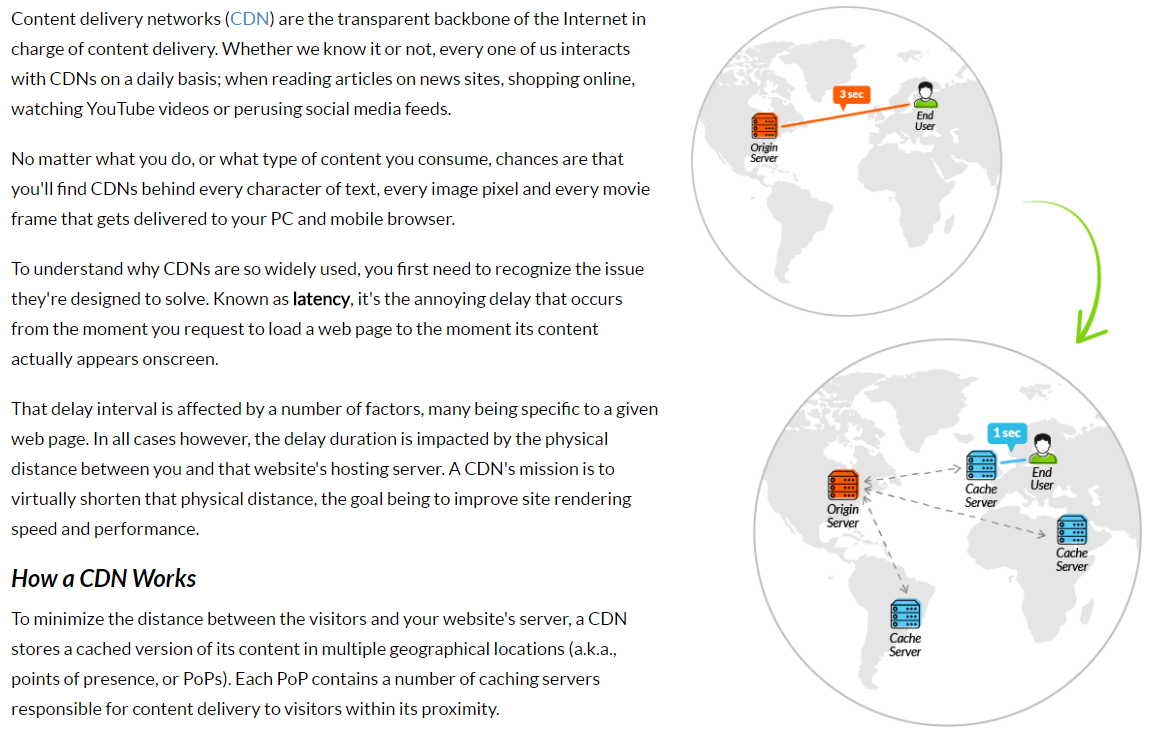 Content delivery networks (CDN) are the transparent backbone of the Internet in
charge of content delivery. Whether we know it or not, every one of us interacts
with CDNs on a daily basis; when reading articles on news sites, shopping online,
watching YouTube videos or perusing social media feeds.
No matter what you do, or what type of content you consume, chances are that
you'll find CDNs behind every character of text, every image pixel and every movie
frame that gets delivered to your PC and mobile browser.
To understand why CDNs are so widely used, you first need to recognize the issue
they're designed to solve. Known as latency, it's the annoying delay that occurs
from the moment you request to load a web page to the moment its content
actually appears onscreen.
That delay interval is affected by a number of factors, many being specific to a given
web page. In all cases however, the delay duration is impacted by the physical
distance between you and that website's hosting server. A CDN's mission is to
virtually shorten that physical distance, the goal being to improve site rendering
speed and performance.
How a CDN Works
To minimize the distance between the visitors and your website's server, a CDN
stores a cached version of its content in multiple geographical locations (a.k.a.,
points of presence, or PoPs). Each PoP contains a number of caching servers
responsible for content delivery to visitors within its proximity.
3 sec
End
User
Origin
Server
1 sec
End
User
Cache
Server
Origin
Server
Cache
Server
Cache
Server